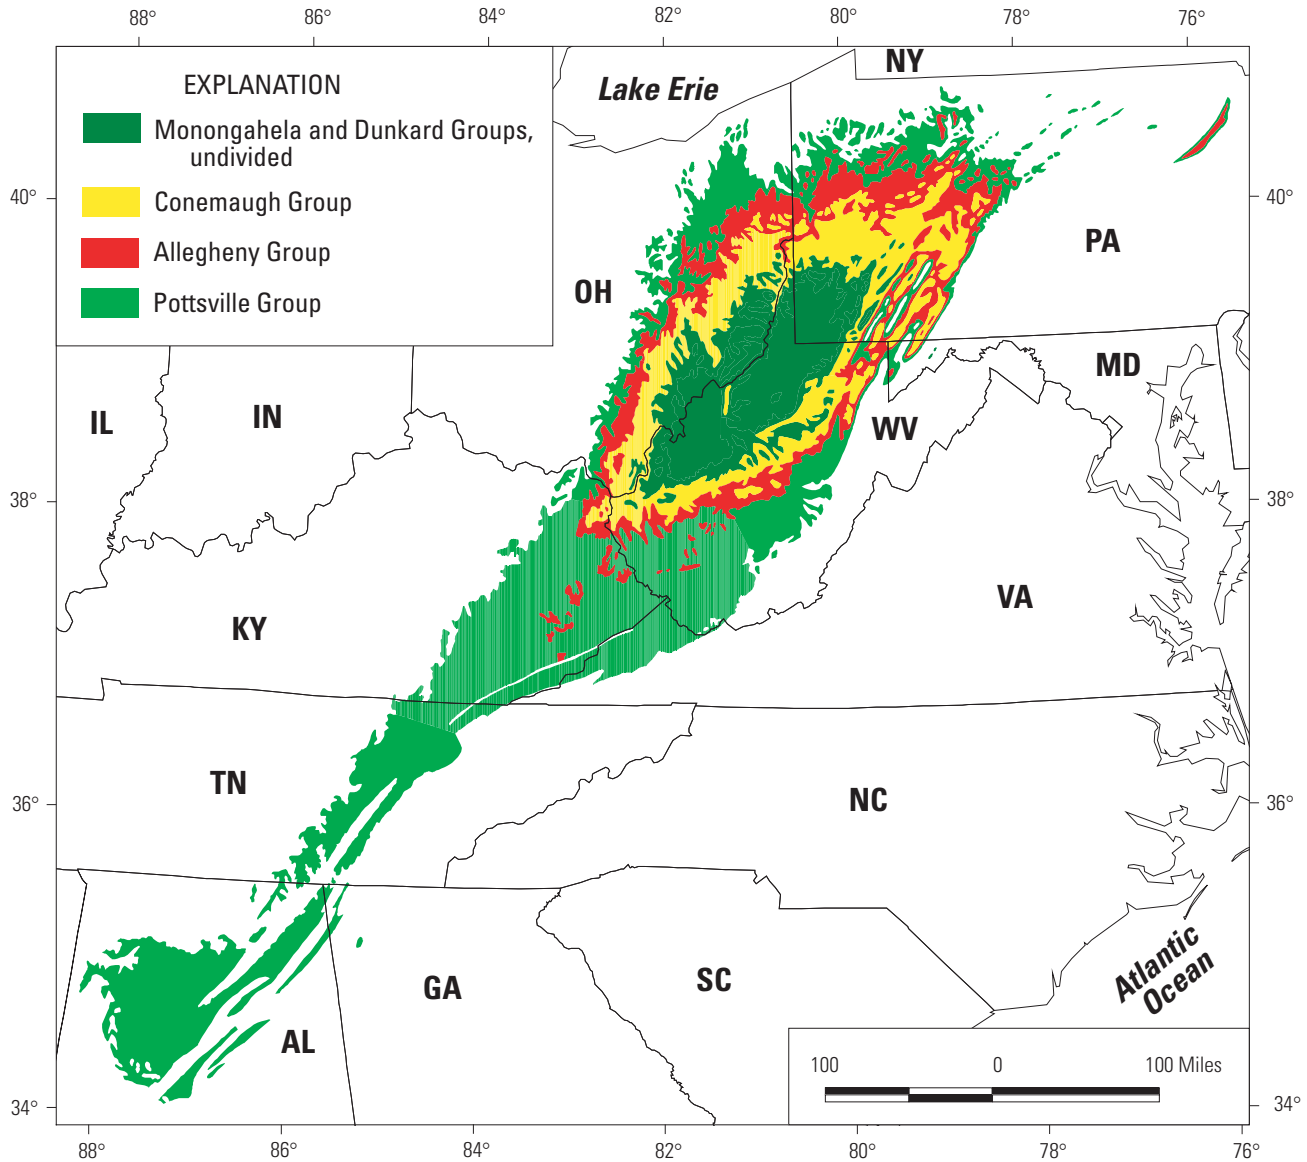 88° 86° 84° 82° 80° 78° 76°
EXPLANATION
Monongahela and Dunkard Groups,
undivided
Conemaugh Group
Allegheny Group
Pottsville Group
Lake Erie
NY
40° 40°
PA
OH
MD
IL
IN
WV
38° 38°
VA
KY
TN
NC
36° 36°
Atlantic
Ocean
GA
SC
AL
100 0 100 Miles
34° 34°
88° 86° 84° 82° 80° 78° 76°